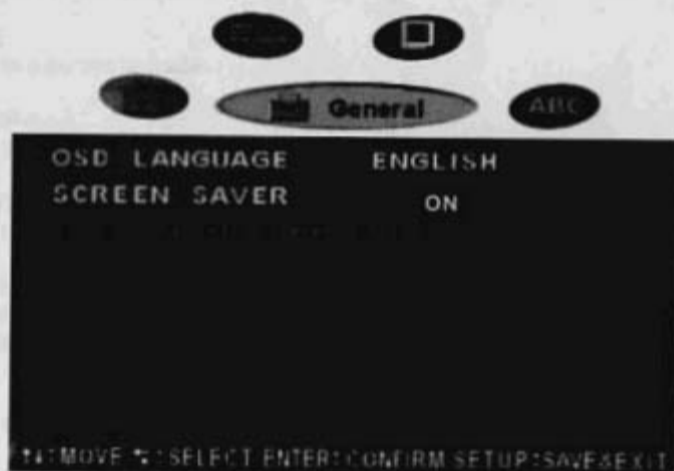 General
ABC
OSD LANGUAGE ENGLISH
SCREEN SAVER ON
:MOVE :SELECT ENTER:CONFIRM SETUP:SAVE&EXIT